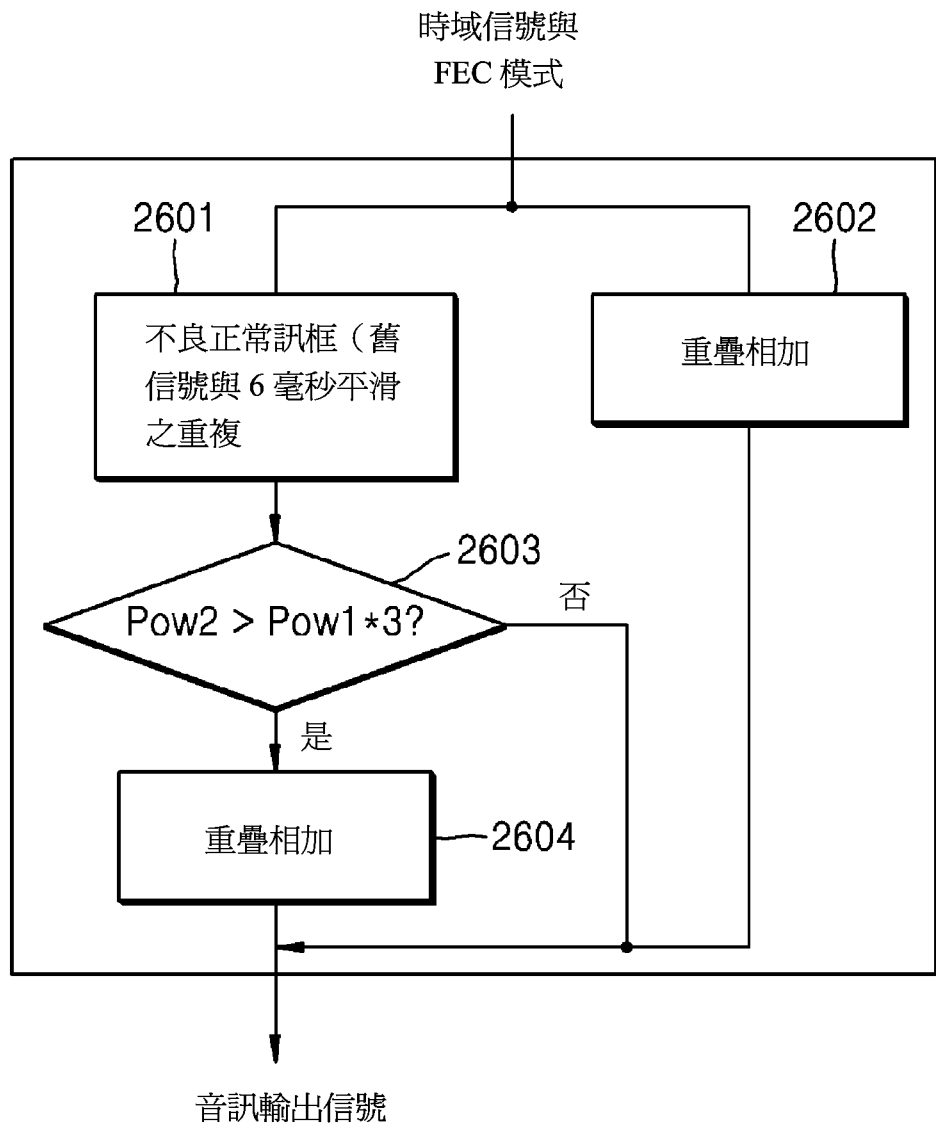 時域信號與
FEC 模式
2601
2602
不良正常訊框（舊
信號與 6 毫秒平滑
之重複
重疊相加
2603
Pow2 > Pow1*3?
否
是
重疊相加
2604
音訊輸出信號